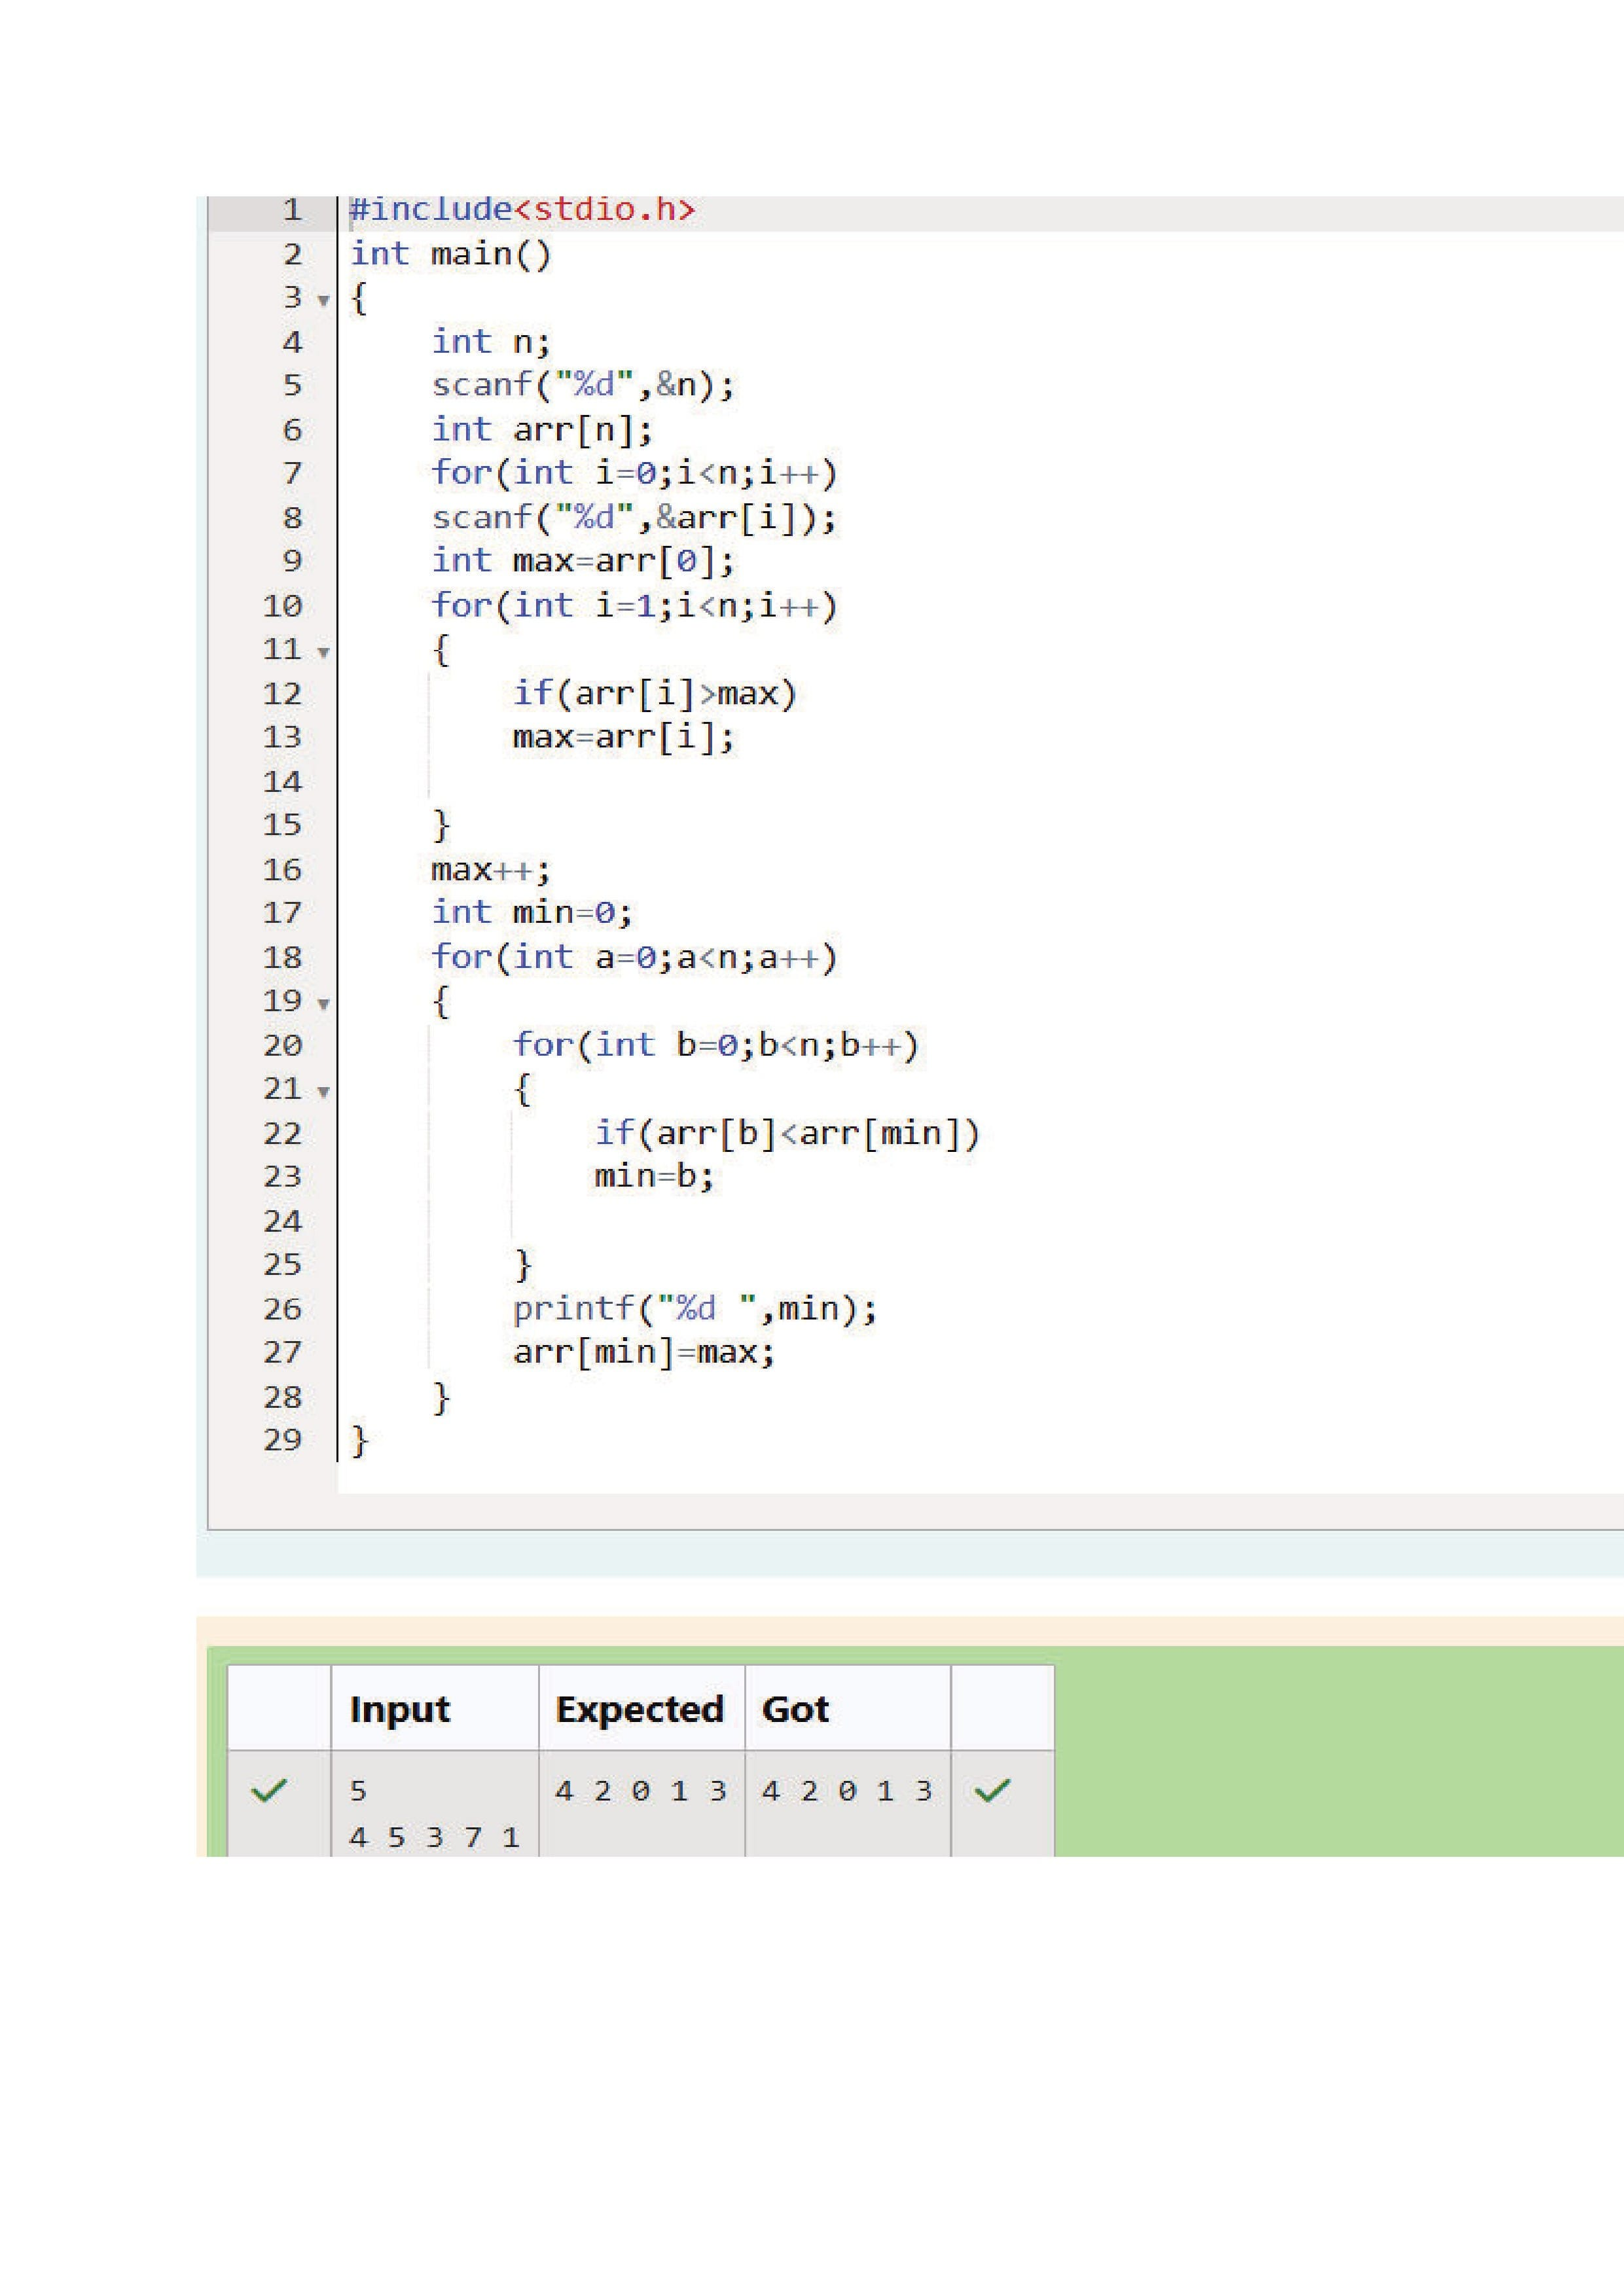 1 #include<stdio.h>
2 int main()
3 {
4 int n;
5 scanf("%d",&n);
6 int arr[n];
7 for(int i=0;i<n;i++)
8 scanf("%d",&arr[i]);
9 int max=arr[0];
10 for(int i=1;i<n;i++)
11 {
12 if(arr[i]>max)
13 max=arr[i];
14
15 }
16 max++;
17 int min=0;
18 for(int a=0;a<n;a++)
19 {
20 for(int b=0;b<n;b++)
21 {
22 if(arr[b]<arr[min])
23 min=b;
24
25 }
26 printf("%d ",min);
27 arr[min]=max;
28 }
29 }
Input Expected Got
5 4 2 0 1 3 4 2 0 1 3
4 5 3 7 1